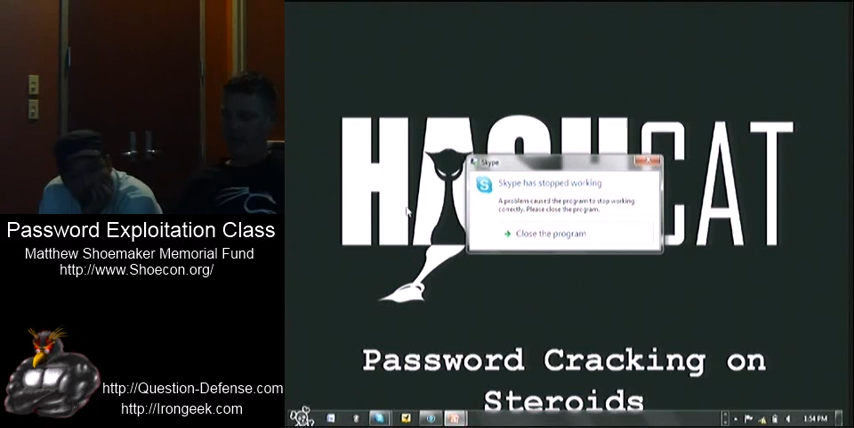 Password Exploitation Class
Matthew Shoemaker Memorial Fund
http://www.Shoecon.org/
http://Question-Defense.com
http://Irongeek.com
HASHCAT
Skype
Skype has stopped working
A problem caused the program to stop working
correctly. Please close the program.
Close the program
Password Cracking on
Steroids
1:54 PM